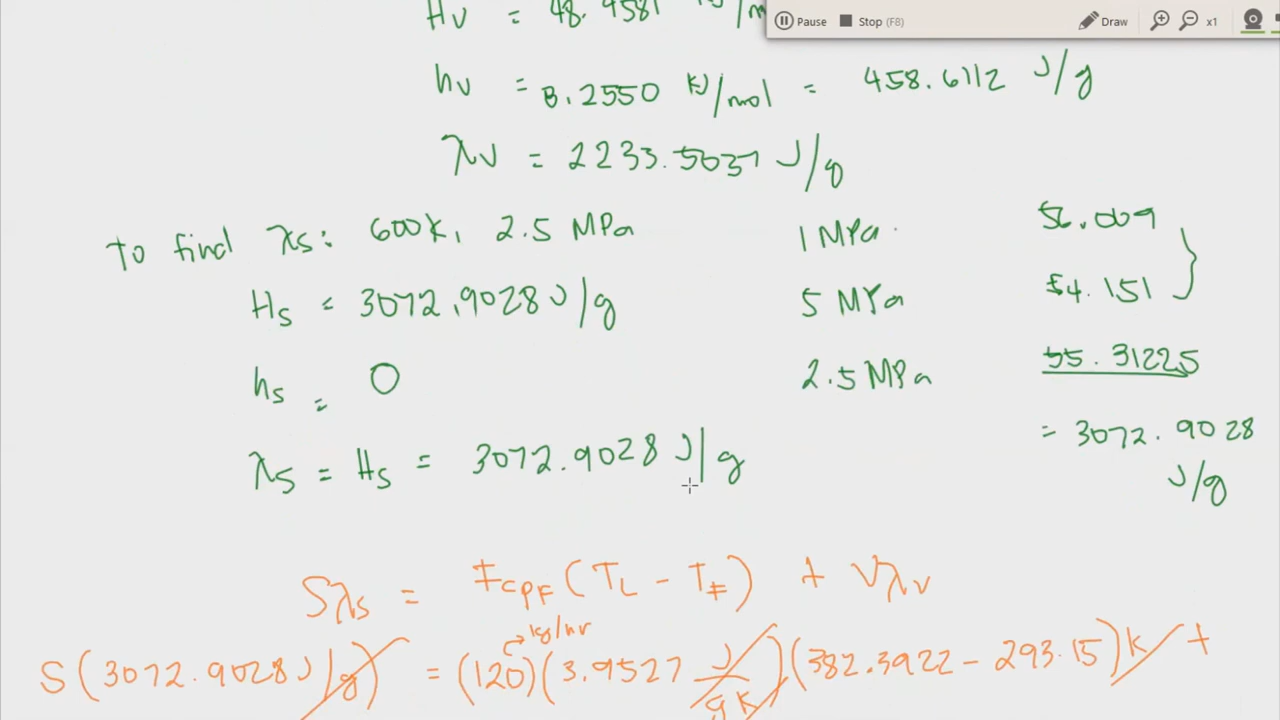 Pause Stop (F8) Draw x1
Hv = 48.4581
hv = 8.2550 kJ/mol = 458.6112 J/g
λv = 2233.5037 J/g
To find λs: 600K, 2.5 MPa 1 MPa 56.009
Hs = 3072.9028 J/g 5 MPa 54.151
hs = 0 2.5 MPa 55.31225
= 3072.9028
λs = Hs = 3072.9028 J/g J/g
Sλs = FCPF (TL - TF) + Vλv
kg/hr
S(3072.9028 J/g) = (120)(3.9527 J/g K)(382.3922 - 293.15)K +